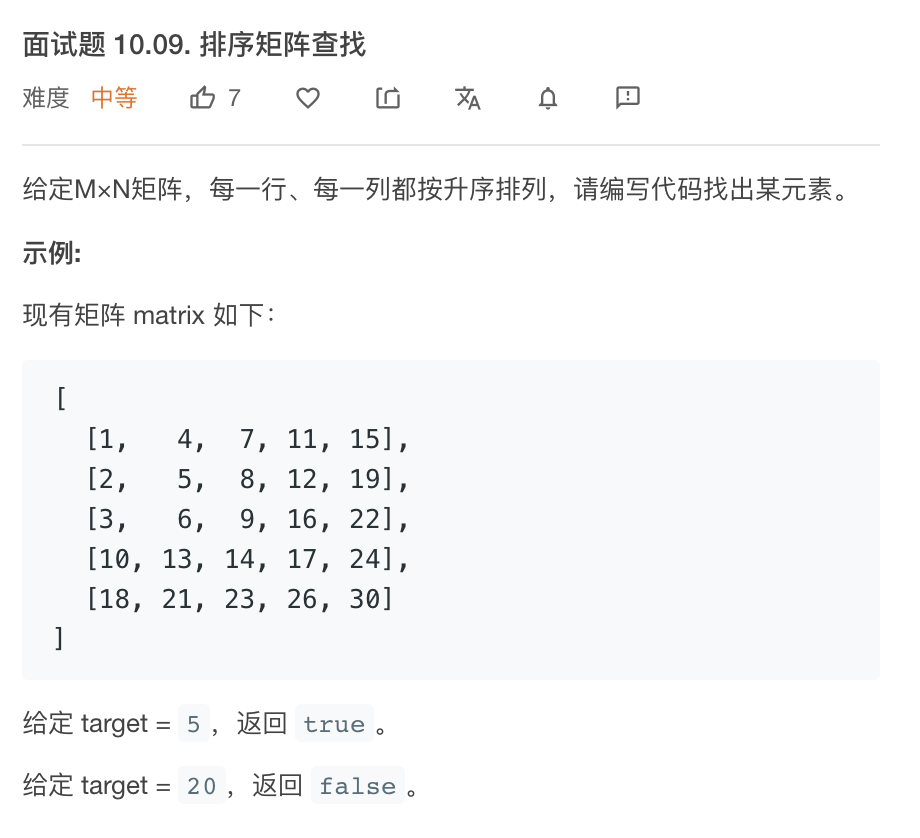 面试题 10.09. 排序矩阵查找
难度 中等 7
给定M×N矩阵，每一行、每一列都按升序排列，请编写代码找出某元素。
示例:
现有矩阵 matrix 如下：
[
[1, 4, 7, 11, 15],
[2, 5, 8, 12, 19],
[3, 6, 9, 16, 22],
[10, 13, 14, 17, 24],
[18, 21, 23, 26, 30]
]
给定 target = 5，返回 true。
给定 target = 20，返回 false。